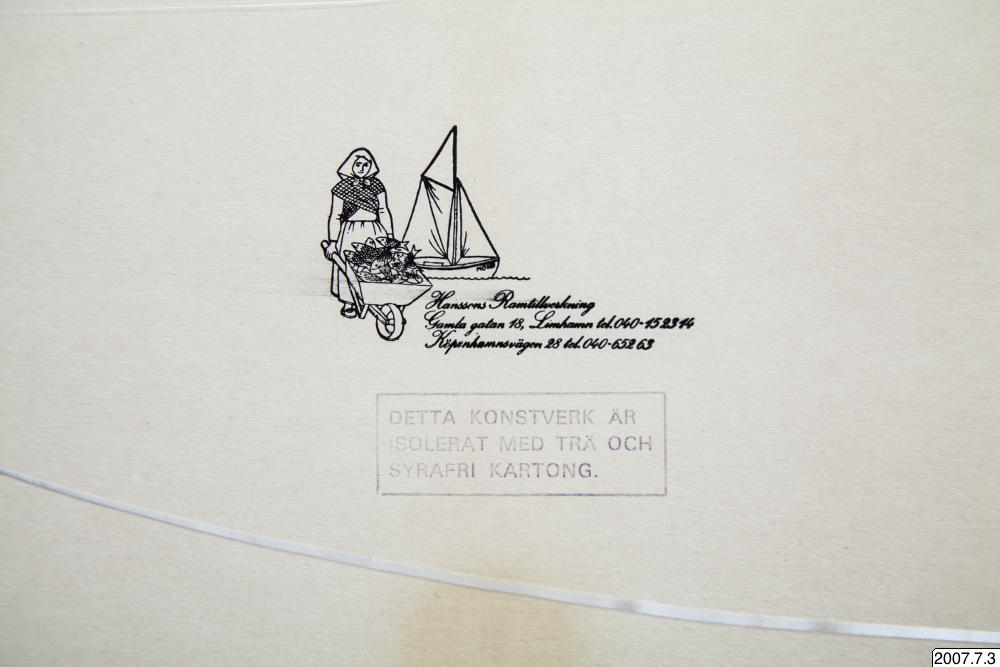 Hanssons Ramtillverkning
Gamla gatan 18, Limhamn tel. 040-152314
Köpenhamnsvägen 28 tel. 040-65263
DETTA KONSTVERK ÄR
ISOLERAT MED TRÄ OCH
SYRAFRI KARTONG.
2007.7.3